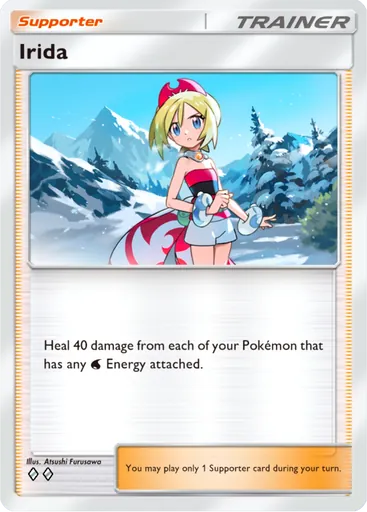 Supporter
TRAINER
Irida
Heal 40 damage from each of your Pokémon that
has any Energy attached.
Illus. Atsushi Furusawa
You may play only 1 Supporter card during your turn.